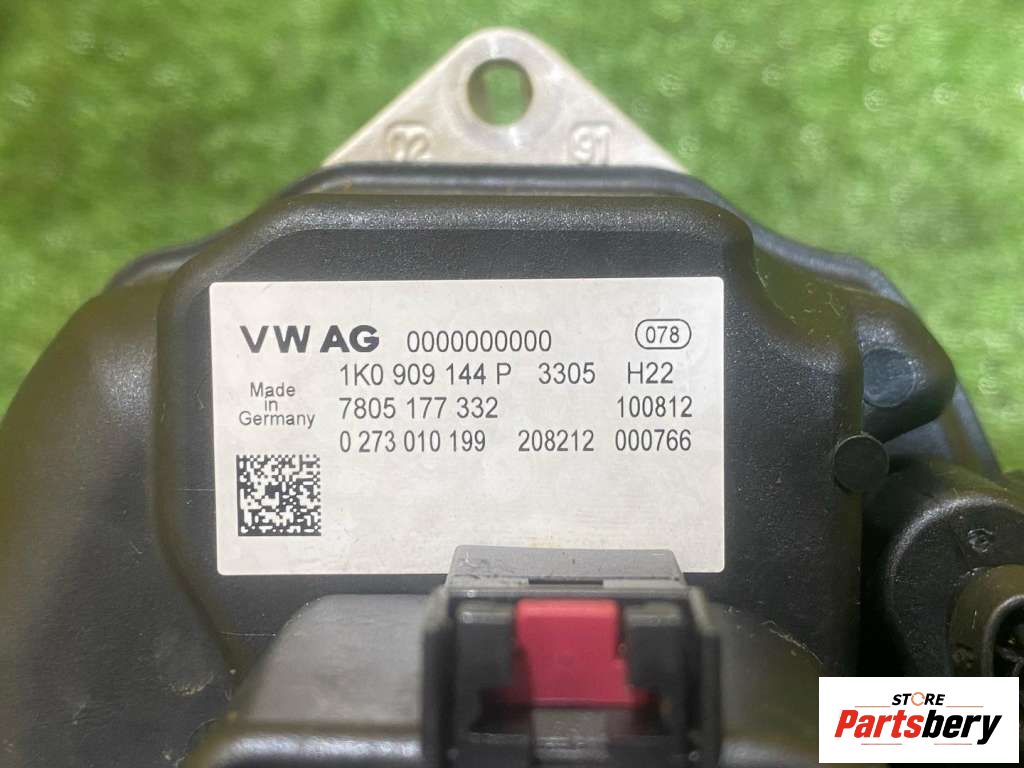 02 91
VW AG 0000000000 078
1K0 909 144 P 3305 H22
Made in Germany
7805 177 332 100812
0 273 010 199 208212 000766
STORE
Partsbery